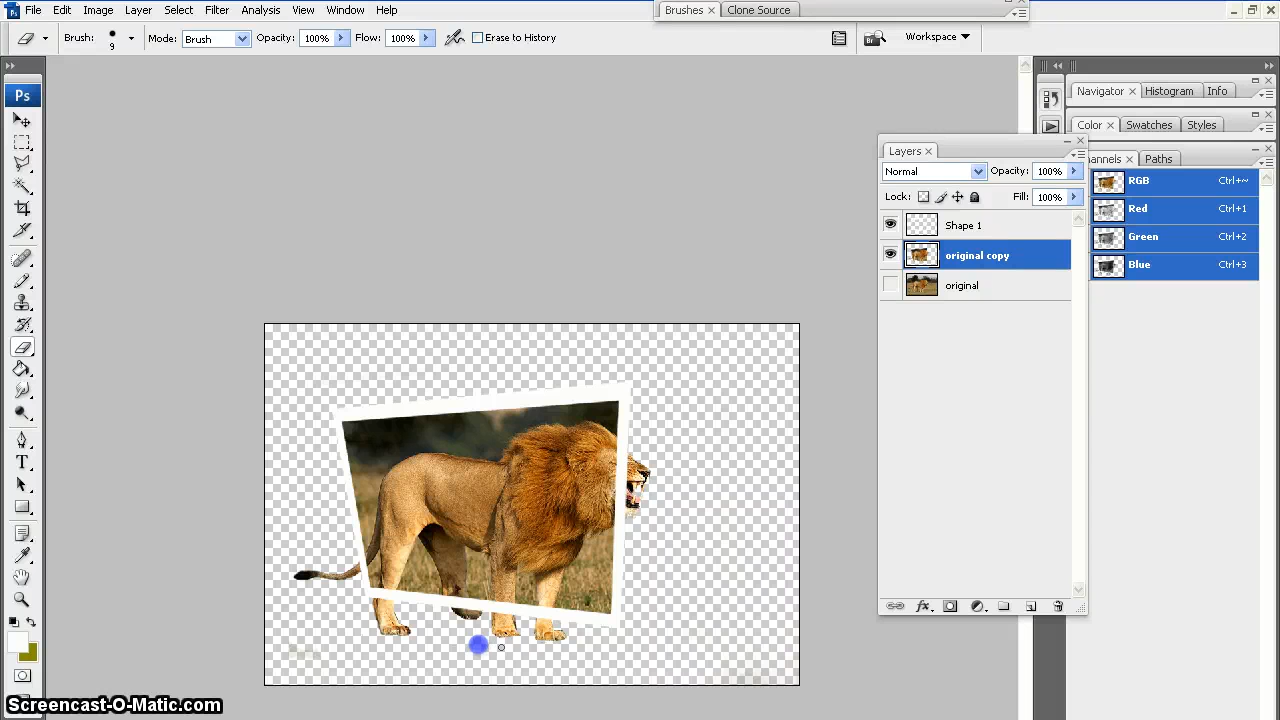 File Edit Image Layer Select Filter Analysis View Window Help
Brushes × Clone Source
Brush: 9 Mode: Brush Opacity: 100% Flow: 100% Erase to History
Workspace
Ps
Navigator × Histogram Info
Color × Swatches Styles
annels × Paths
RGB Ctrl+~
Red Ctrl+1
Green Ctrl+2
Blue Ctrl+3
Layers ×
Normal Opacity: 100%
Lock: Fill: 100%
Shape 1
original copy
original
Screencast-O-Matic.com